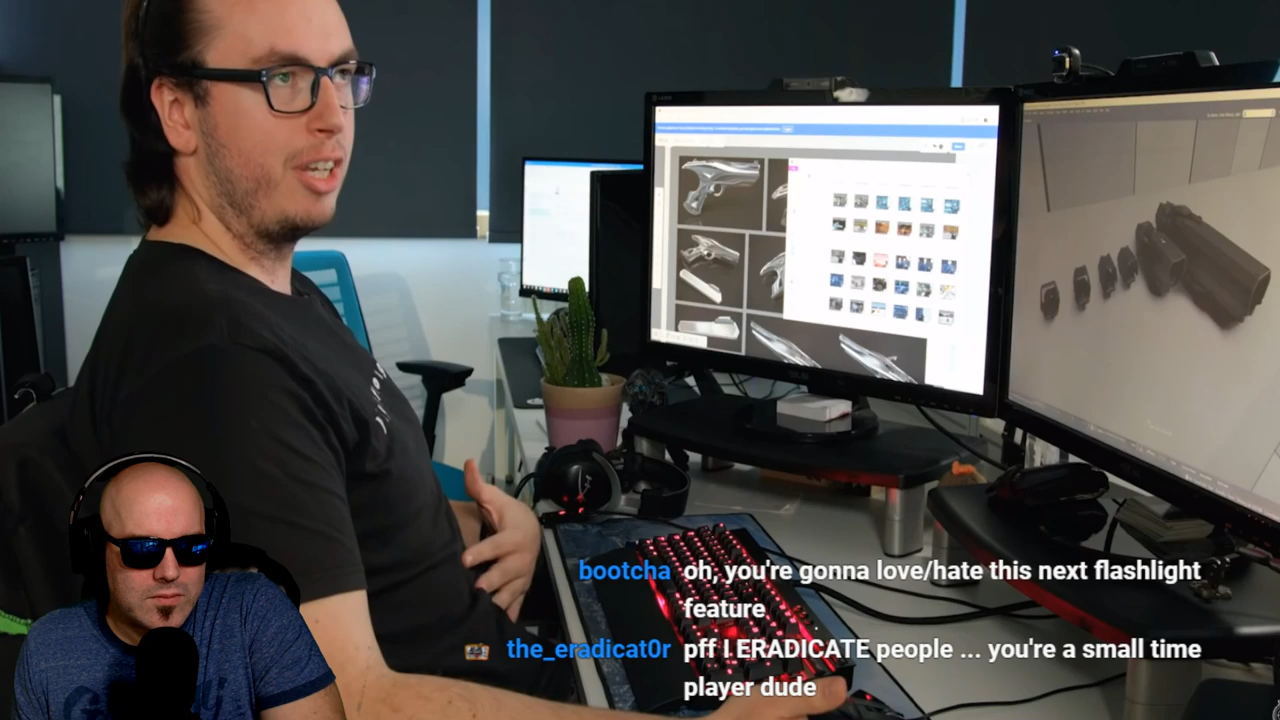 bootcha oh, you're gonna love/hate this next flashlight
feature
the_eradicat0r pff I ERADICATE people ... you're a small time
player dude